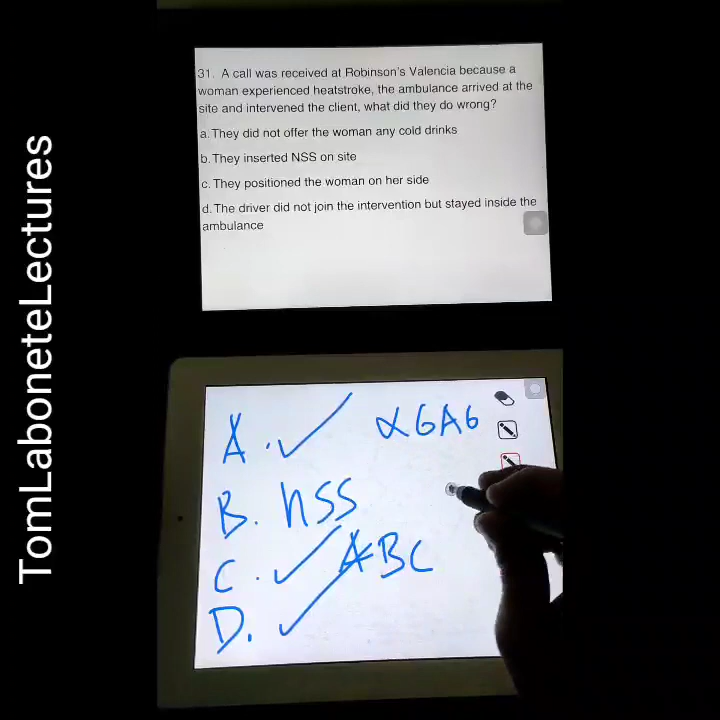 TomLaboneteLectures
31. A call was received at Robinson's Valencia because a
woman experienced heatstroke, the ambulance arrived at the
site and intervened the client, what did they do wrong?
a. They did not offer the woman any cold drinks
b. They inserted NSS on site
c. They positioned the woman on her side
d. The driver did not join the intervention but stayed inside the
ambulance
A. ✓ αGAG
B. NSS
C. ✓ ABC
D. ✓